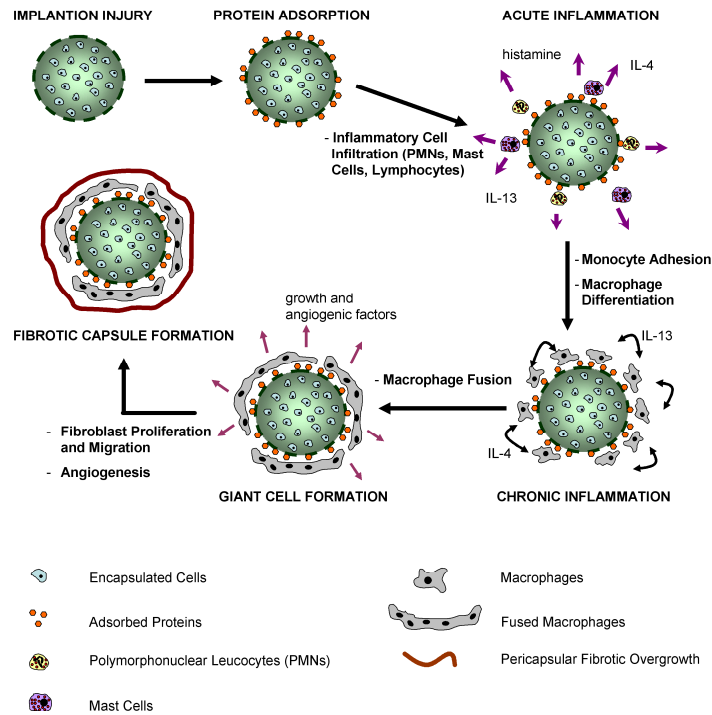 IMPLANTION INJURY
PROTEIN ADSORPTION
ACUTE INFLAMMATION
histamine
IL-4
- Inflammatory Cell
Infiltration (PMNs, Mast
Cells, Lymphocytes)
IL-13
- Monocyte Adhesion
- Macrophage
Differentiation
FIBROTIC CAPSULE FORMATION
growth and
angiogenic factors
IL-13
- Macrophage Fusion
- Fibroblast Proliferation
and Migration
- Angiogenesis
IL-4
GIANT CELL FORMATION
CHRONIC INFLAMMATION
Encapsulated Cells
Macrophages
Adsorbed Proteins
Fused Macrophages
Polymorphonuclear Leucocytes (PMNs)
Pericapsular Fibrotic Overgrowth
Mast Cells